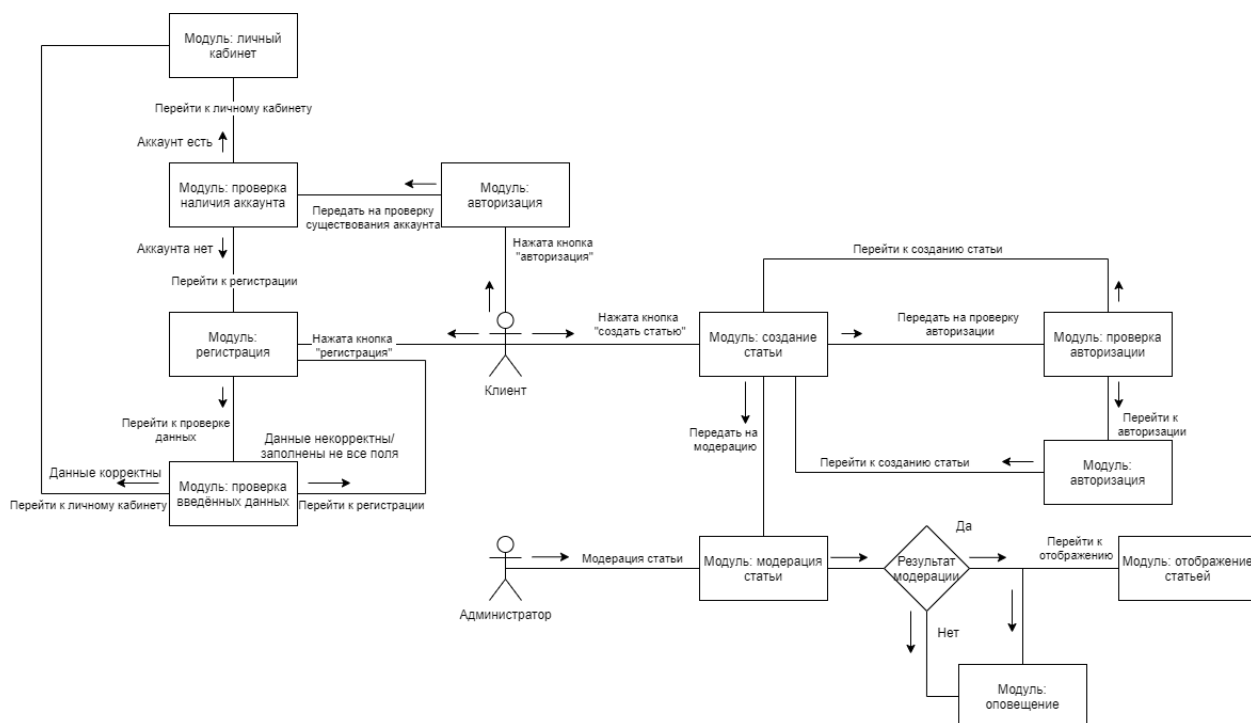 Модуль: личный
кабинет
Перейти к личному кабинету
Аккаунт есть
Модуль: проверка
наличия аккаунта
Передать на проверку
существования аккаунта
Модуль:
авторизация
Аккаунта нет
Нажата кнопка
"авторизация"
Перейти к регистрации
Перейти к созданию статьи
Модуль:
регистрация
Нажата кнопка
"регистрация"
Клиент
Нажата кнопка
"создать статью"
Модуль: создание
статьи
Передать на проверку
авторизации
Модуль: проверка
авторизации
Перейти к проверке
данных
Данные некорректны/
заполнены не все поля
Передать на
модерацию
Перейти к
авторизации
Данные корректны
Перейти к личному кабинету
Модуль: проверка
введённых данных
Перейти к регистрации
Перейти к созданию статьи
Модуль:
авторизация
Администратор
Модерация статьи
Модуль: модерация
статьи
Результат
модерации
Да
Перейти к
отображению
Модуль: отображение
статьей
Нет
Модуль:
оповещение